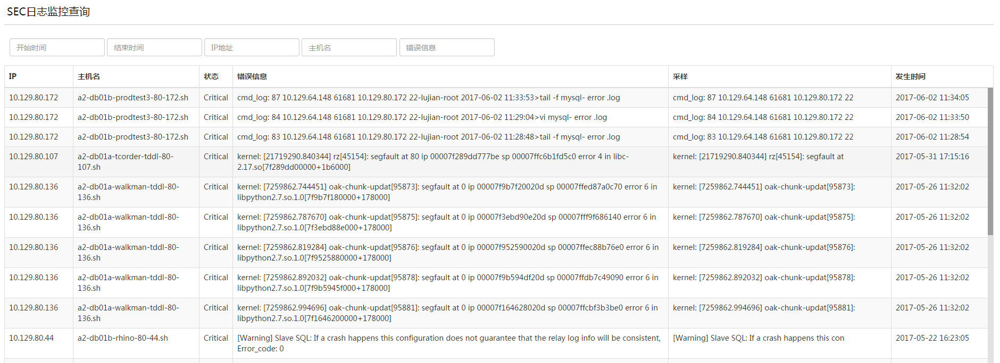 SEC日志监控查询
开始时间 结束时间 IP地址 主机名 错误信息
IP 主机名 状态 错误信息 采样 发生时间
10.129.80.172 a2-db01b-prodtest3-80-172.sh Critical cmd_log: 87 10.129.64.148 61681 10.129.80.172 22-lujian-root 2017-06-02 11:33:53>tail -f mysql- error .log cmd_log: 87 10.129.64.148 61681 10.129.80.172 22 2017-06-02 11:34:05
10.129.80.172 a2-db01b-prodtest3-80-172.sh Critical cmd_log: 84 10.129.64.148 61681 10.129.80.172 22-lujian-root 2017-06-02 11:29:04>vi mysql- error .log cmd_log: 84 10.129.64.148 61681 10.129.80.172 22 2017-06-02 11:33:50
10.129.80.172 a2-db01b-prodtest3-80-172.sh Critical cmd_log: 83 10.129.64.148 61681 10.129.80.172 22-lujian-root 2017-06-02 11:28:48>tail -f mysql- error .log cmd_log: 83 10.129.64.148 61681 10.129.80.172 22 2017-06-02 11:28:54
10.129.80.107 a2-db01a-tcorder-tddl-80- Critical kernel: [21719290.840344] rz[45154]: segfault at 80 ip 00007f289dd777be sp 00007ffc6b1fd5c0 error 4 in libc- kernel: [21719290.840344] rz[45154]: segfault at 2017-05-31 17:15:16
107.sh 2.17.so[7f289dd00000+1b6000]
10.129.80.136 a2-db01a-walkman-tddl-80- Critical kernel: [7259862.744451] oak-chunk-updat[95873]: segfault at 0 ip 00007f9b7f20020d sp 00007ffed87a0c70 error 6 in kernel: [7259862.744451] oak-chunk-updat[95873]: 2017-05-26 11:32:02
136.sh libpython2.7.so.1.0[7f9b7f180000+178000]
10.129.80.136 a2-db01a-walkman-tddl-80- Critical kernel: [7259862.787670] oak-chunk-updat[95875]: segfault at 0 ip 00007f3ebd90e20d sp 00007fff9f686140 error 6 in kernel: [7259862.787670] oak-chunk-updat[95875]: 2017-05-26 11:32:02
136.sh libpython2.7.so.1.0[7f3ebd88e000+178000]
10.129.80.136 a2-db01a-walkman-tddl-80- Critical kernel: [7259862.819284] oak-chunk-updat[95876]: segfault at 0 ip 00007f952590020d sp 00007ffec88b76e0 error 6 in kernel: [7259862.819284] oak-chunk-updat[95876]: 2017-05-26 11:32:02
136.sh libpython2.7.so.1.0[7f9525880000+178000]
10.129.80.136 a2-db01a-walkman-tddl-80- Critical kernel: [7259862.892032] oak-chunk-updat[95878]: segfault at 0 ip 00007f9b594df20d sp 00007ffdb7c49090 error 6 in kernel: [7259862.892032] oak-chunk-updat[95878]: 2017-05-26 11:32:02
136.sh libpython2.7.so.1.0[7f9b5945f000+178000]
10.129.80.136 a2-db01a-walkman-tddl-80- Critical kernel: [7259862.994696] oak-chunk-updat[95881]: segfault at 0 ip 00007f164628020d sp 00007ffcbf3b3be0 error 6 in kernel: [7259862.994696] oak-chunk-updat[95881]: 2017-05-26 11:32:02
136.sh libpython2.7.so.1.0[7f1646200000+178000]
10.129.80.44 a2-db01b-rhino-80-44.sh Critical [Warning] Slave SQL: If a crash happens this configuration does not guarantee that the relay log info will be consistent, [Warning] Slave SQL: If a crash happens this con 2017-05-22 16:23:05
Error_code: 0